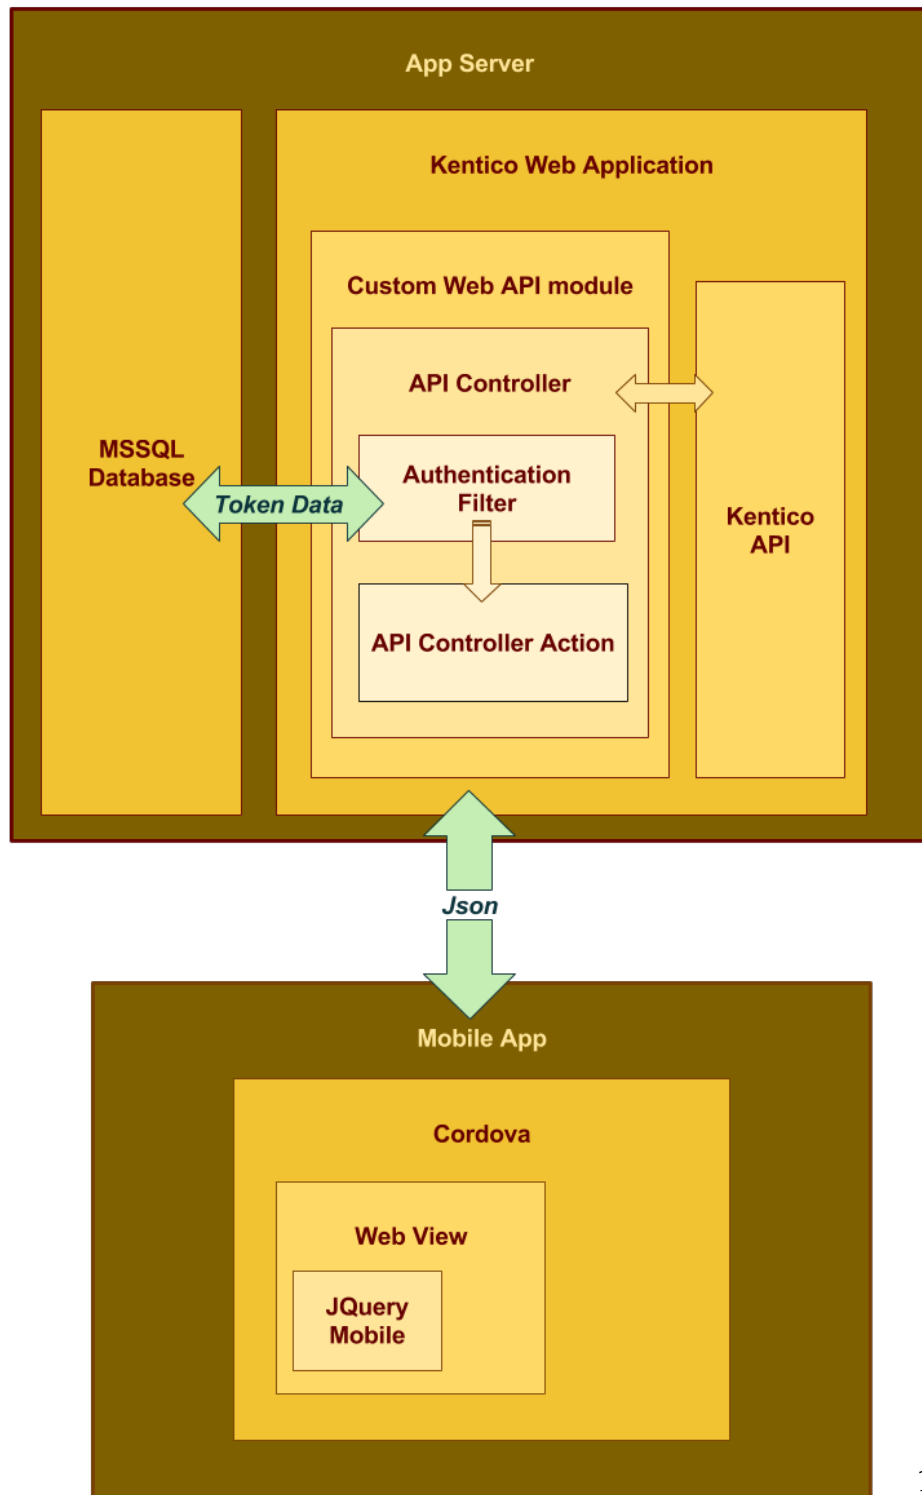 App Server
Kentico Web Application
Custom Web API module
API Controller
MSSQL
Database
Token Data
Authentication
Filter
Kentico
API
API Controller Action
Json
Mobile App
Cordova
Web View
JQuery
Mobile